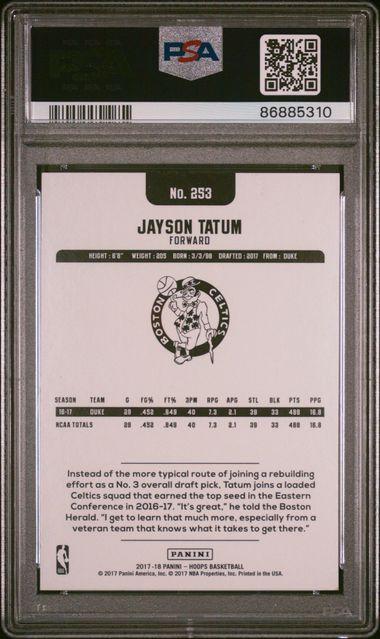 PSA
86885310
No. 253
JAYSON TATUM
FORWARD
HEIGHT: 6'8" WEIGHT: 205 BORN: 3/3/98 DRAFTED: 2017 FROM: DUKE
BOSTON CELTICS
SEASON TEAM G FG% FT% 3PM RPG APG STL BLK PTS PPG
16-17 DUKE 29 .452 .849 40 7.3 2.1 39 33 488 16.8
NCAA TOTALS 29 .452 .849 40 7.3 2.1 39 33 488 16.8
Instead of the more typical route of joining a rebuilding
effort as a No. 3 overall draft pick, Tatum joins a loaded
Celtics squad that earned the top seed in the Eastern
Conference in 2016-17. "It's great," he told the Boston
Herald. "I get to learn that much more, especially from a
veteran team that knows what it takes to get there."
PANINI
2017-18 PANINI - HOOPS BASKETBALL
© 2017 Panini America, Inc. © 2017 NBA Properties, Inc. Printed in the USA.
PSA